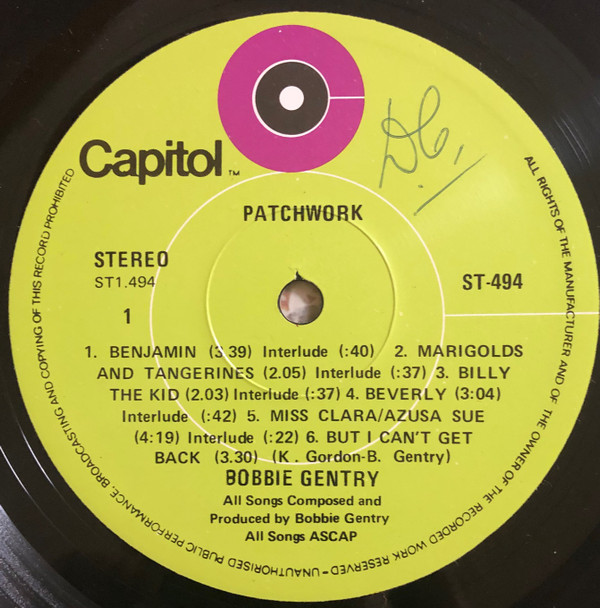 Capitol
TM
PATCHWORK
STEREO
ST1.494
ST-494
1
1. BENJAMIN (3.39) Interlude (:40) 2. MARIGOLDS
AND TANGERINES (2.05) Interlude (:37) 3. BILLY
THE KID (2.03) Interlude (:37) 4. BEVERLY (3:04)
Interlude (:42) 5. MISS CLARA/AZUSA SUE
(4:19) Interlude (:22) 6. BUT I CAN'T GET
BACK (3.30) (K. Gordon-B. Gentry)
BOBBIE GENTRY
All Songs Composed and
Produced by Bobbie Gentry
All Songs ASCAP
ALL RIGHTS OF THE MANUFACTURER AND OF THE OWNER OF THE RECORDED WORK RESERVED-UNAUTHORISED PUBLIC PERFORMANCE, BROADCASTING AND COPYING OF THIS RECORD PROHIBITED